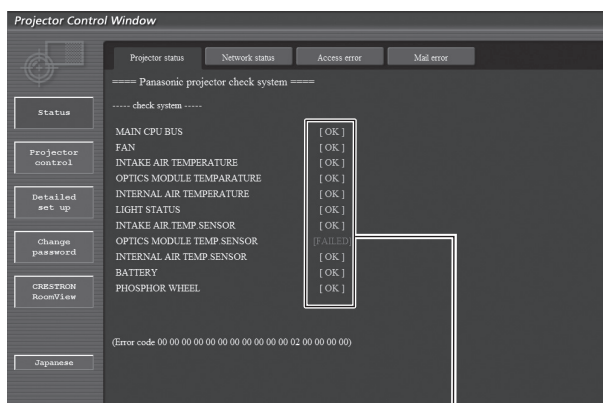 Projector Control Window
Projector status Network status Access error Mail error
==== Panasonic projector check system ====
----- check system -----
MAIN CPU BUS [ OK ]
FAN [ OK ]
INTAKE AIR TEMPERATURE [ OK ]
OPTICS MODULE TEMPARATURE [ OK ]
INTERNAL AIR TEMPERATURE [ OK ]
LIGHT STATUS [ OK ]
INTAKE AIR.TEMP.SENSOR [ OK ]
OPTICS MODULE TEMP.SENSOR [FAILED]
INTERNAL AIR TEMP.SENSOR [ OK ]
BATTERY [ OK ]
PHOSPHOR WHEEL [ OK ]
(Error code 00 00 00 00 00 00 00 00 00 00 02 00 00 00 00)
Status
Projector
control
Detailed
set up
Change
password
CRESTRON
RoomView
Japanese